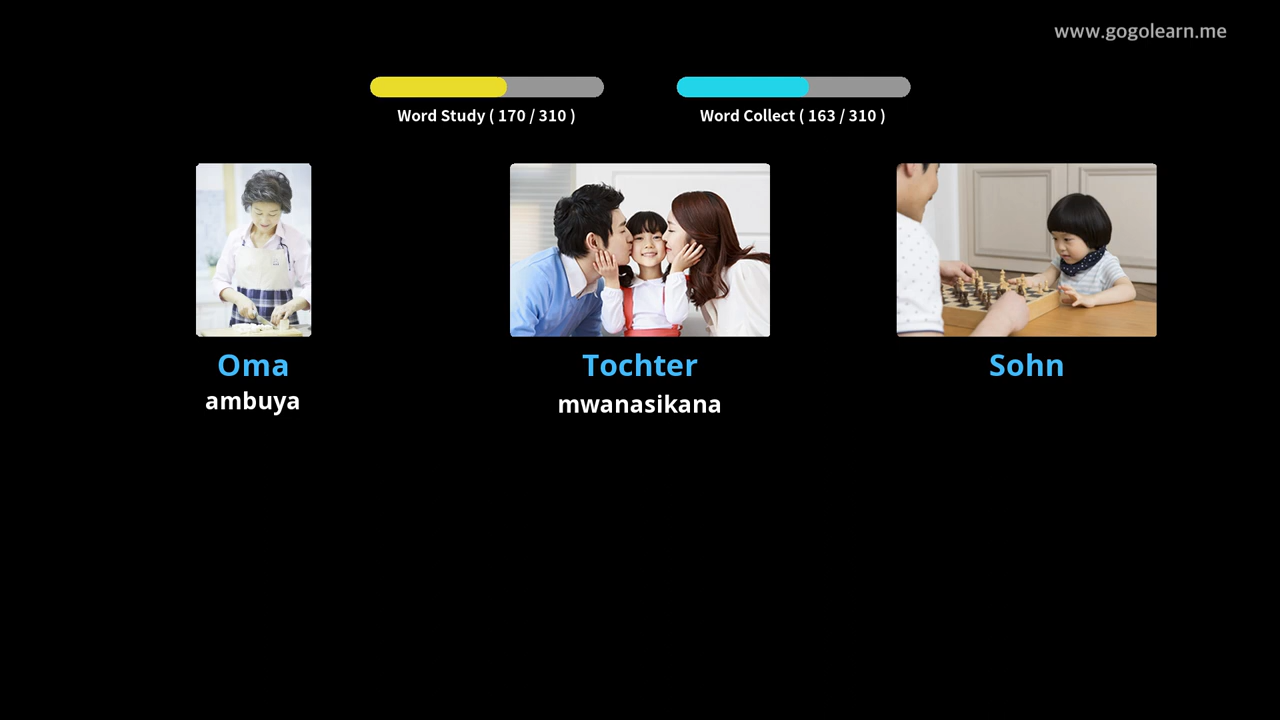 www.gogolearn.me
Word Study ( 170 / 310 )
Word Collect ( 163 / 310 )
Oma
ambuya
Tochter
mwanasikana
Sohn